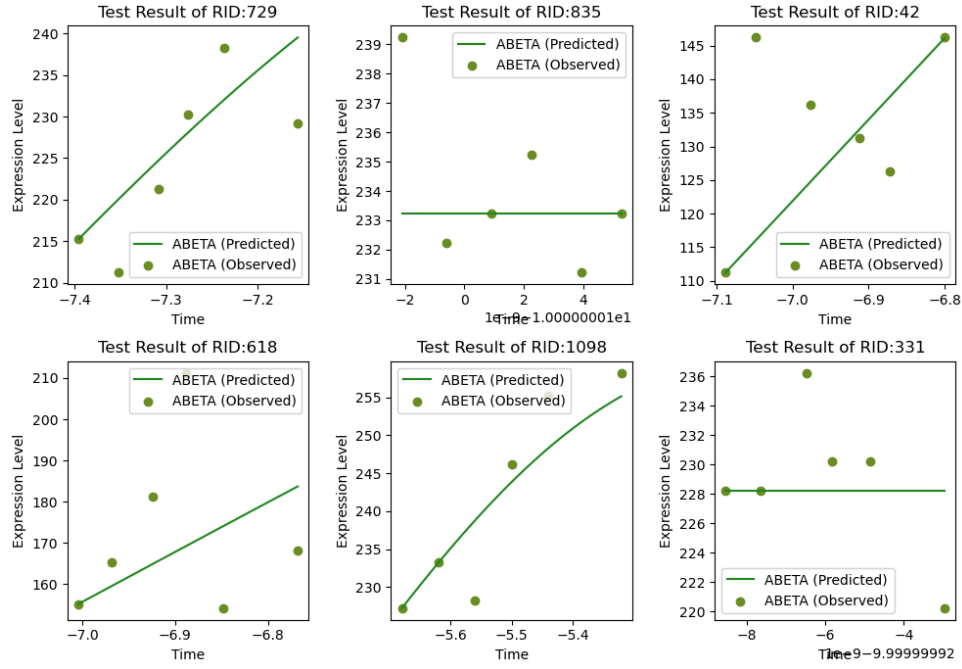 Test Result of RID:729
240
235
230
225
220
215
210
Expression Level
ABETA (Predicted)
ABETA (Observed)
−7.4
−7.3
−7.2
Time
Test Result of RID:835
239
238
237
236
235
234
233
232
231
Expression Level
ABETA (Predicted)
ABETA (Observed)
−2
0
2
4
Time
1e−9−1.00000001e1
Test Result of RID:42
145
140
135
130
125
120
115
110
Expression Level
ABETA (Predicted)
ABETA (Observed)
−7.1
−7.0
−6.9
−6.8
Time
Test Result of RID:618
210
200
190
180
170
160
Expression Level
ABETA (Predicted)
ABETA (Observed)
−7.0
−6.9
−6.8
Time
Test Result of RID:1098
255
250
245
240
235
230
Expression Level
ABETA (Predicted)
ABETA (Observed)
−5.6
−5.5
−5.4
Time
Test Result of RID:331
236
234
232
230
228
226
224
222
220
Expression Level
ABETA (Predicted)
ABETA (Observed)
−8
−6
−4
Time
1e−9−9.99999992